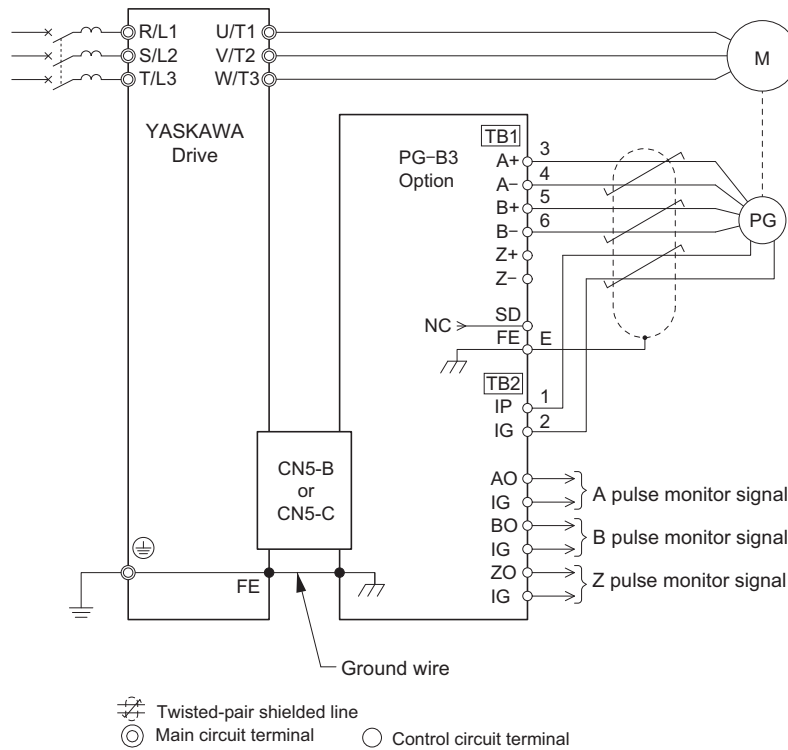 R/L1 U/T1
S/L2 V/T2
T/L3 W/T3
M
YASKAWA
Drive
PG-B3
Option
TB1
A+ 3
A− 4
B+ 5
B− 6
Z+
Z−
PG
NC SD
FE E
TB2
IP 1
IG 2
CN5-B
or
CN5-C
AO
IG
A pulse monitor signal
BO
IG
B pulse monitor signal
ZO
IG
Z pulse monitor signal
FE
Ground wire
Twisted-pair shielded line
Main circuit terminal
Control circuit terminal